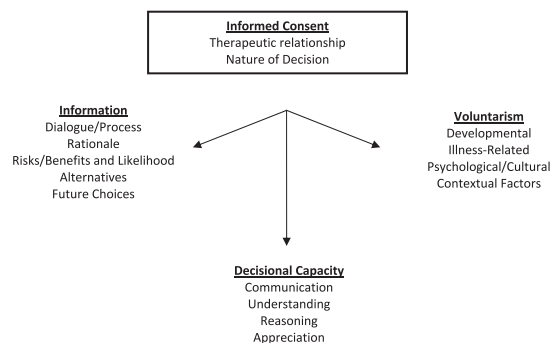 Informed Consent
Therapeutic relationship
Nature of Decision
Information
Dialogue/Process
Rationale
Risks/Benefits and Likelihood
Alternatives
Future Choices
Voluntarism
Developmental
Illness-Related
Psychological/Cultural
Contextual Factors
Decisional Capacity
Communication
Understanding
Reasoning
Appreciation